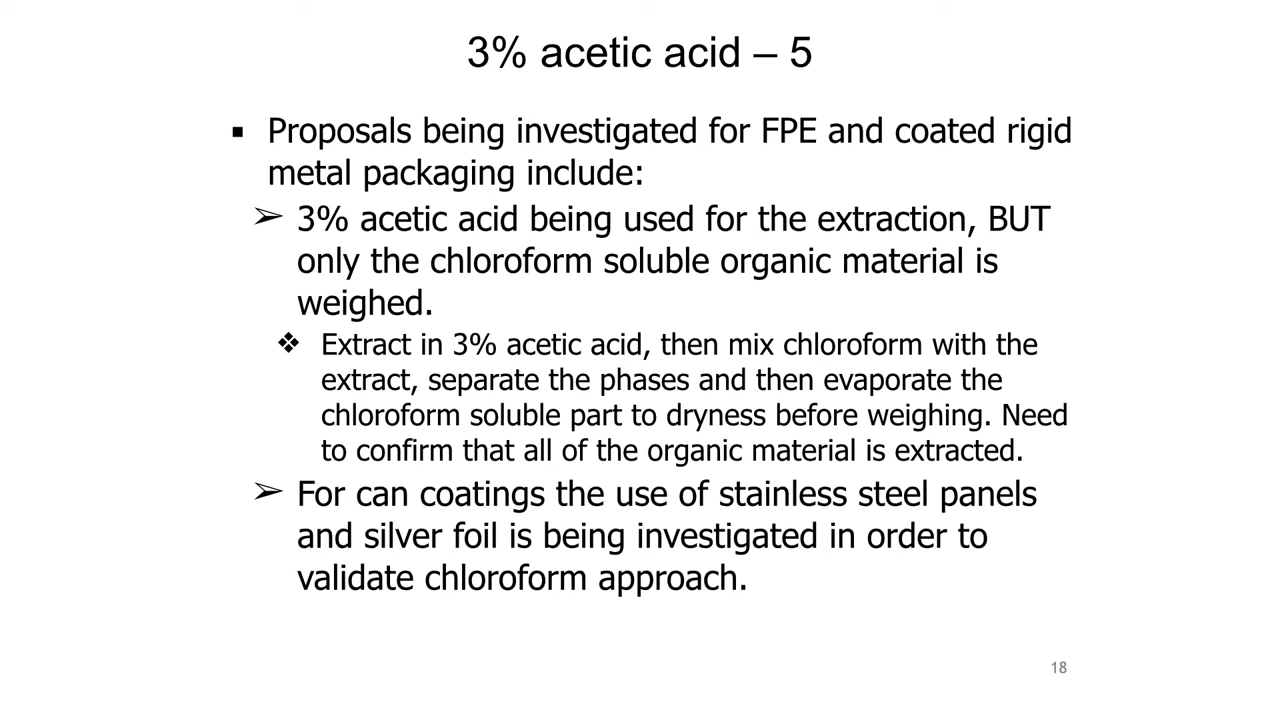 3% acetic acid – 5
▪ Proposals being investigated for FPE and coated rigid
metal packaging include:
➢ 3% acetic acid being used for the extraction, BUT
only the chloroform soluble organic material is
weighed.
❖ Extract in 3% acetic acid, then mix chloroform with the
extract, separate the phases and then evaporate the
chloroform soluble part to dryness before weighing. Need
to confirm that all of the organic material is extracted.
➢ For can coatings the use of stainless steel panels
and silver foil is being investigated in order to
validate chloroform approach.
18